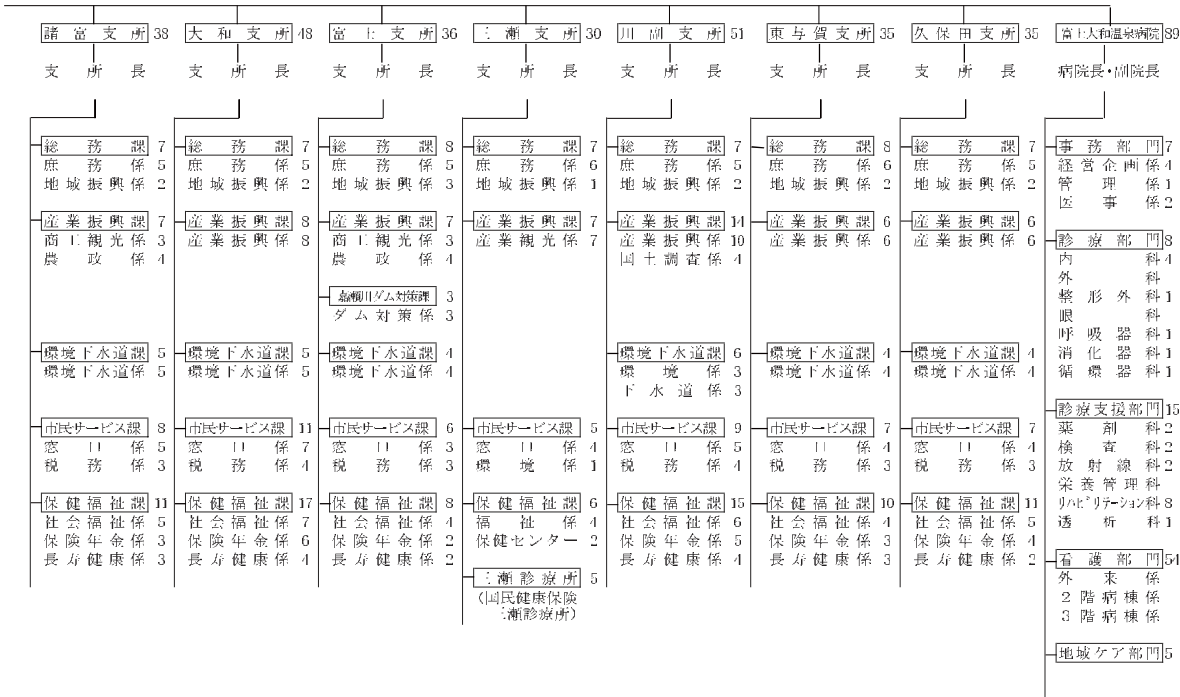 諸富支所 38
支所長
総務課 7
庶務係 5
地域振興係 2
産業振興課 7
商工観光係 3
農政係 4
環境下水道課 5
環境下水道係 5
市民サービス課 8
窓口係 5
税務係 3
保健福祉課 11
社会福祉係 5
保険年金係 3
長寿健康係 3
大和支所 48
支所長
総務課 7
庶務係 5
地域振興係 2
産業振興課 8
産業振興係 8
環境下水道課 5
環境下水道係 5
市民サービス課 11
窓口係 7
税務係 4
保健福祉課 17
社会福祉係 7
保険年金係 6
長寿健康係 4
富士支所 36
支所長
総務課 8
庶務係 5
地域振興係 3
産業振興課 7
商工観光係 3
農政係 4
嘉瀬川ダム対策課 3
ダム対策係 3
環境下水道課 4
環境下水道係 4
市民サービス課 6
窓口係 3
税務係 3
保健福祉課 8
社会福祉係 4
保険年金係 2
長寿健康係 2
三瀬支所 30
支所長
総務課 7
庶務係 6
地域振興係 1
産業振興課 7
産業観光係 7
市民サービス課 5
窓口係 4
環境係 1
保健福祉課 6
福祉係 4
保健センター 2
三瀬診療所 5
(国民健康保険
三瀬診療所)
川副支所 51
支所長
総務課 7
庶務係 5
地域振興係 2
産業振興課 14
産業振興係 10
国土調査係 4
環境下水道課 6
環境係 3
下水道係 3
市民サービス課 9
窓口係 5
税務係 4
保健福祉課 15
社会福祉係 6
保険年金係 5
長寿健康係 4
東与賀支所 35
支所長
総務課 8
庶務係 6
地域振興係 2
産業振興課 6
産業振興係 6
環境下水道課 4
環境下水道係 4
市民サービス課 7
窓口係 4
税務係 3
保健福祉課 10
社会福祉係 4
保険年金係 3
長寿健康係 3
久保田支所 35
支所長
総務課 7
庶務係 5
地域振興係 2
産業振興課 6
産業振興係 6
環境下水道課 4
環境下水道係 4
市民サービス課 7
窓口係 4
税務係 3
保健福祉課 11
社会福祉係 5
保険年金係 4
長寿健康係 2
富士大和温泉病院 89
病院長・副院長
事務部門 7
経営企画係 4
管理係 1
医事係 2
診療部門 8
内科 4
外科
整形外科 1
眼科
呼吸器科 1
消化器科 1
循環器科 1
診療支援部門 15
薬剤科 2
検査科 2
放射線科 2
栄養管理科
リハビリテーション科 8
透析科 1
看護部門 54
外来係
2階病棟係
3階病棟係
地域ケア部門 5